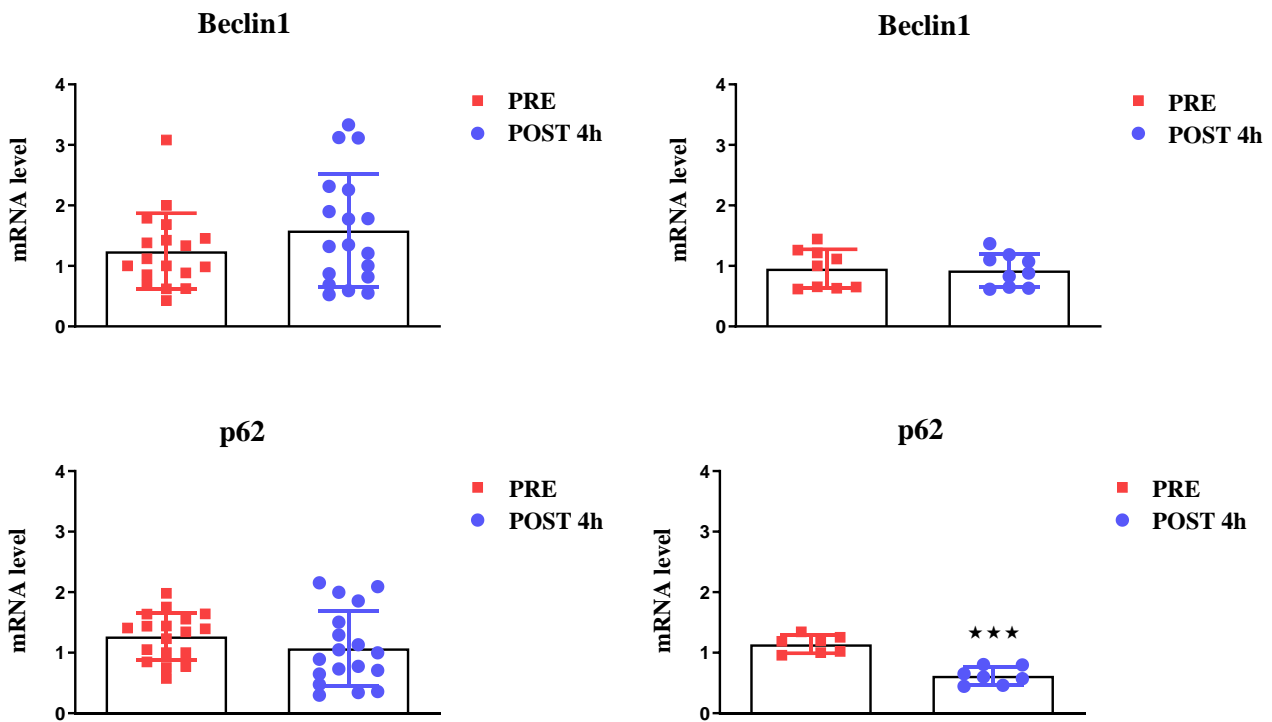 Beclin1
mRNA level
4
3
2
1
0
PRE
POST 4h
Beclin1
mRNA level
4
3
2
1
0
PRE
POST 4h
p62
mRNA level
4
3
2
1
0
PRE
POST 4h
p62
mRNA level
4
3
2
1
0
★★★
PRE
POST 4h